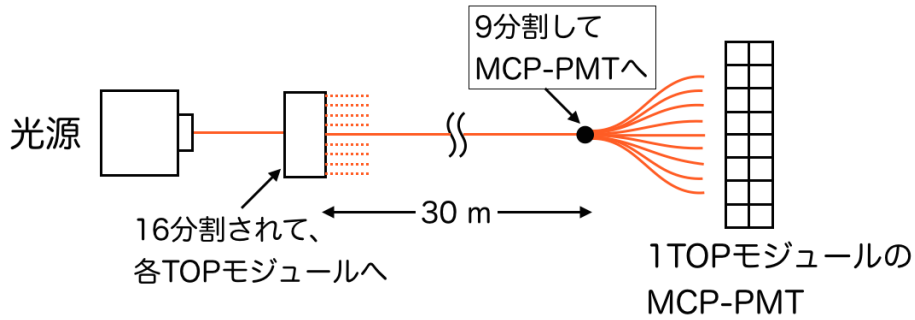 9分割して
MCP-PMTへ
光源
30 m
16分割されて、
各TOPモジュールへ
1TOPモジュールの
MCP-PMT